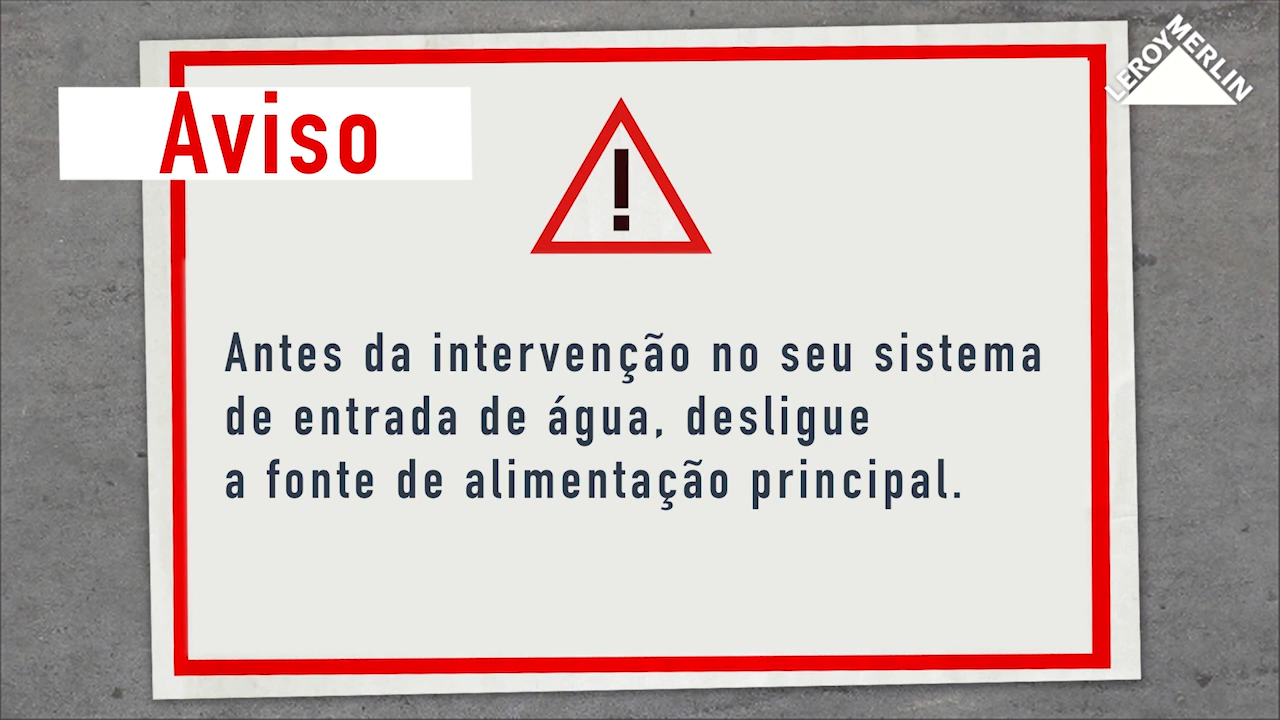 LEROY MERLIN
Aviso
!
Antes da intervenção no seu sistema
de entrada de água, desligue
a fonte de alimentação principal.